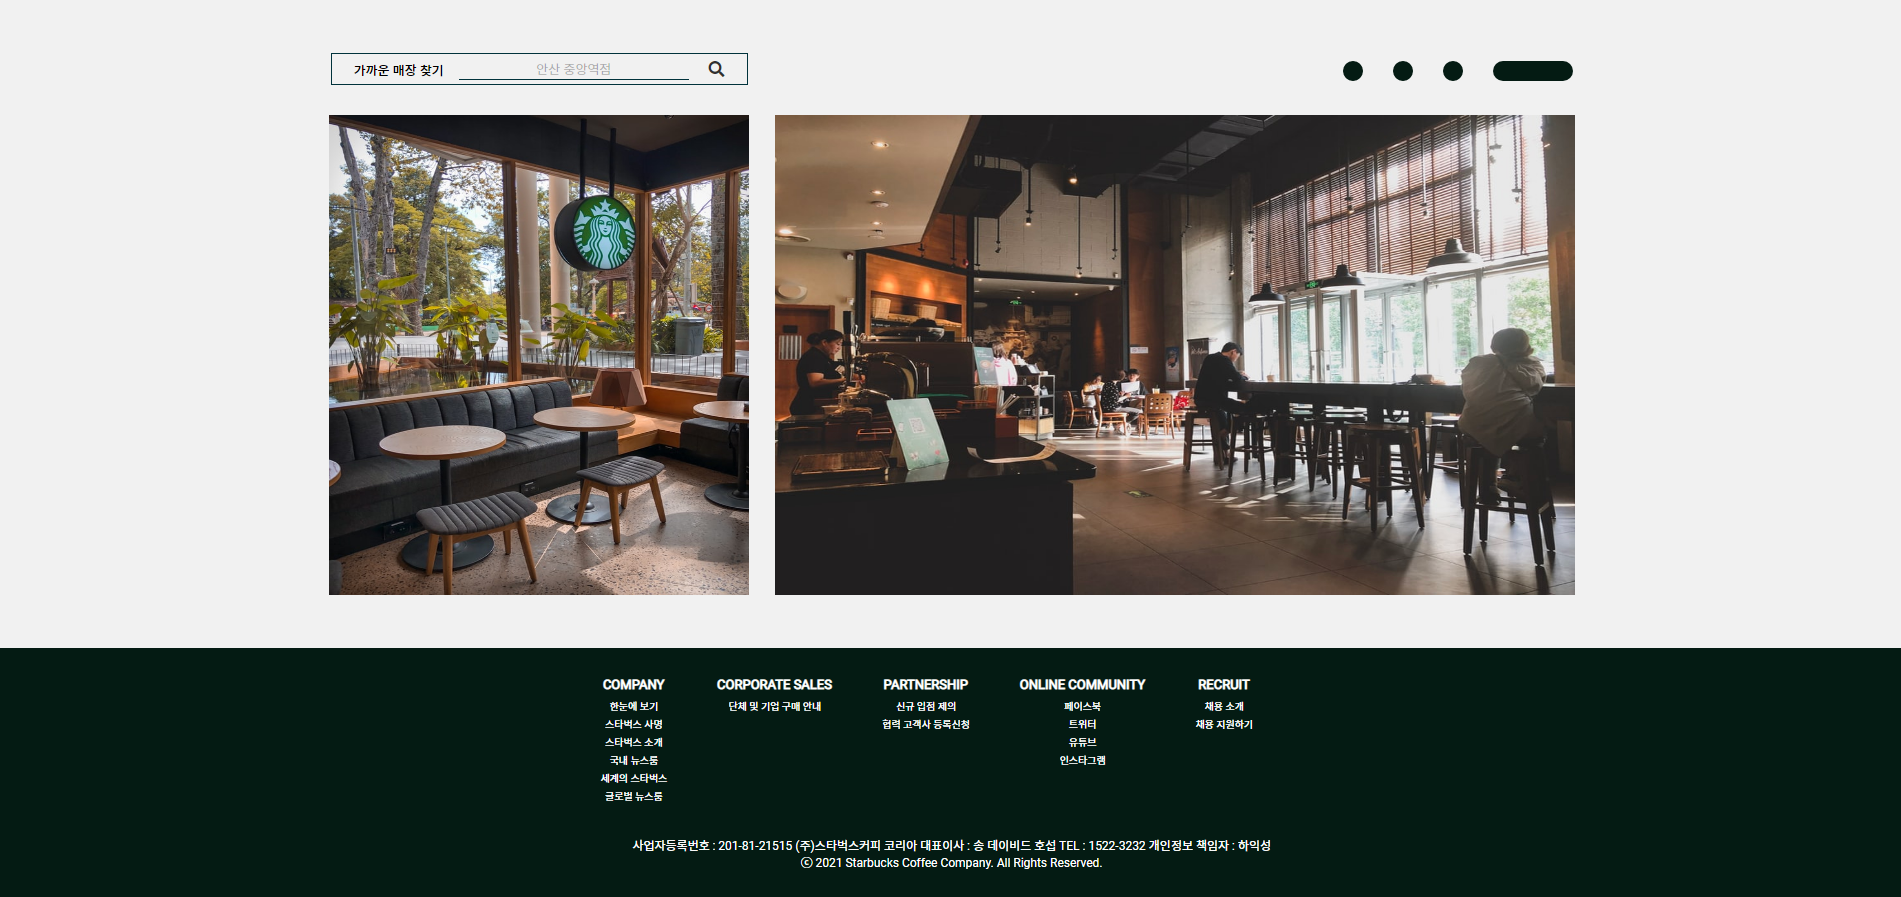 가까운 매장 찾기
안산 중앙역점
COMPANY
한눈에 보기
스타벅스 사명
스타벅스 소개
국내 뉴스룸
세계의 스타벅스
글로벌 뉴스룸
CORPORATE SALES
단체 및 기업 구매 안내
PARTNERSHIP
신규 입점 제의
협력 고객사 등록신청
ONLINE COMMUNITY
페이스북
트위터
유튜브
인스타그램
RECRUIT
채용 소개
채용 지원하기
사업자등록번호 : 201-81-21515 (주)스타벅스커피 코리아 대표이사 : 송 데이비드 호섭 TEL : 1522-3232 개인정보 책임자 : 하익성
ⓒ 2021 Starbucks Coffee Company. All Rights Reserved.